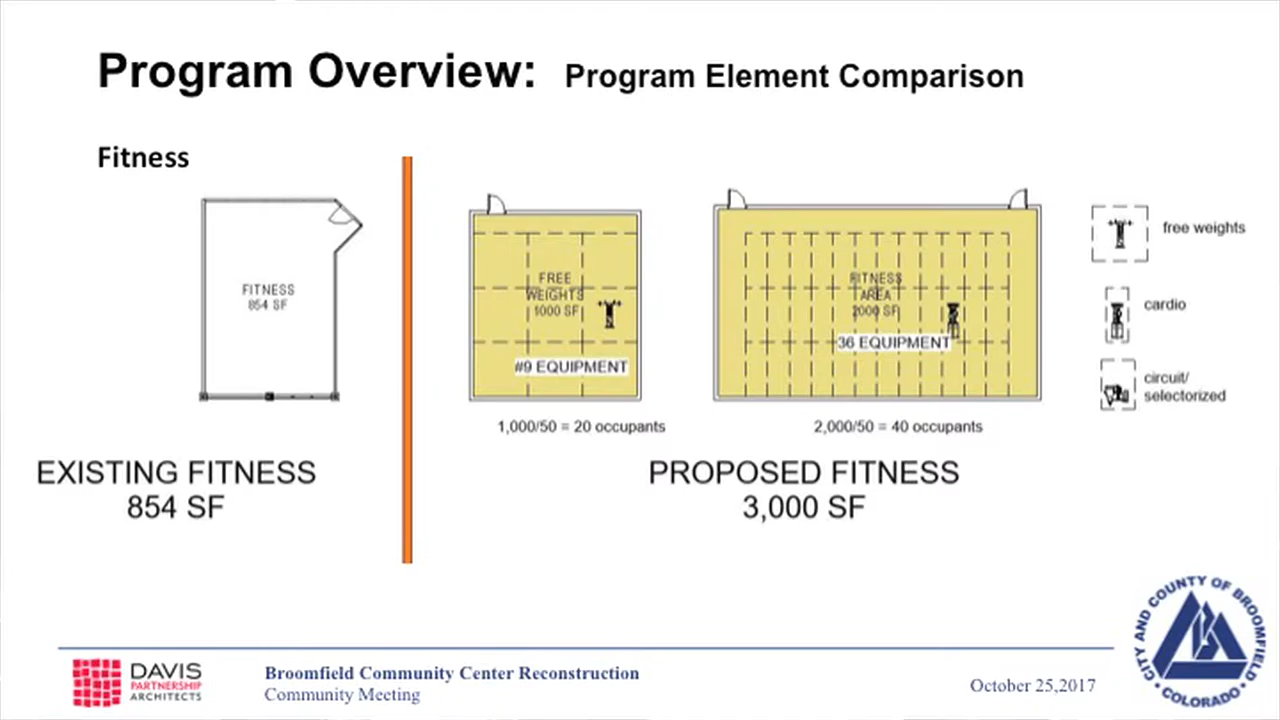 Program Overview: Program Element Comparison
Fitness
FITNESS
854 SF
FREE
WEIGHTS
1000 SF
#9 EQUIPMENT
FITNESS
AREA
2000 SF
36 EQUIPMENT
free weights
cardio
circuit/
selectorized
1,000/50 = 20 occupants
2,000/50 = 40 occupants
EXISTING FITNESS
854 SF
PROPOSED FITNESS
3,000 SF
DAVIS
PARTNERSHIP
ARCHITECTS
Broomfield Community Center Reconstruction
Community Meeting
October 25,2017
CITY AND COUNTY OF BROOMFIELD
• COLORADO •